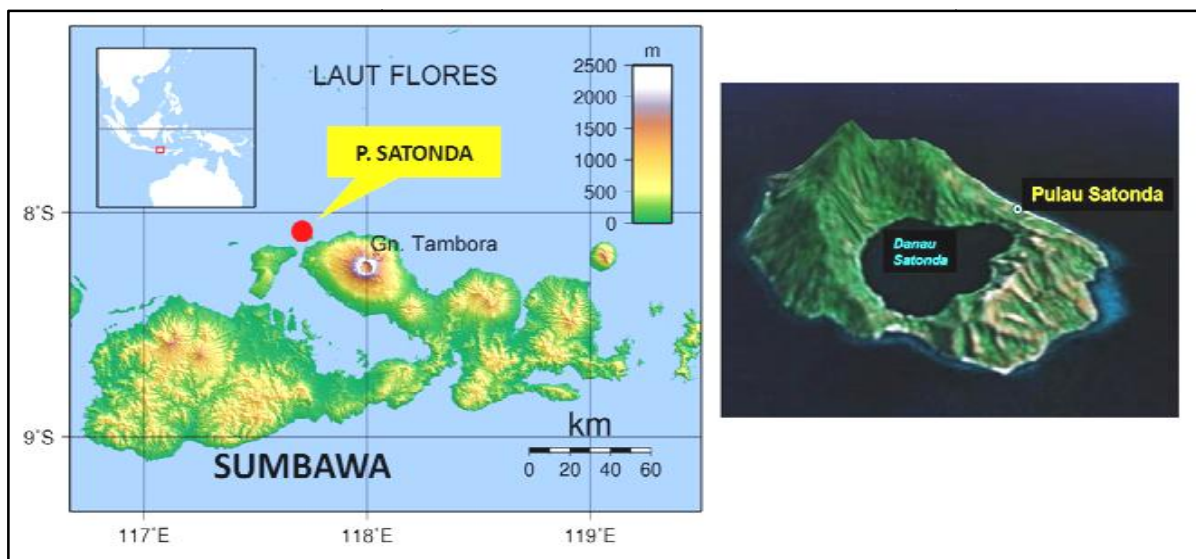 LAUT FLORES
m
2500
2000
1500
1000
500
0
P. SATONDA
8°S
Gn. Tambora
9°S
SUMBAWA
km
0 20 40 60
117°E
118°E
119°E
Pulau Satonda
Danau
Satonda